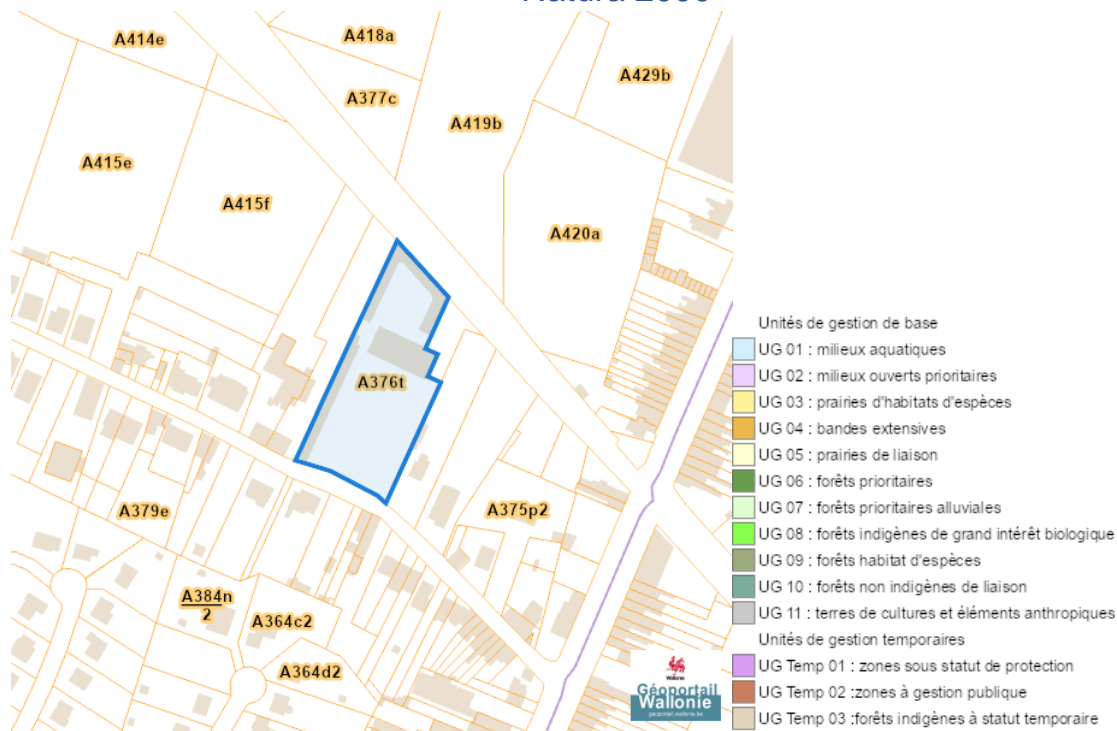 A414e
A418a
A377c
A429b
A419b
A415e
A415f
A420a
A376t
A375p2
A379e
A384n
2
A364c2
A364d2
Wallonie
Géoportail
Wallonie
geoportail.wallonie.be
Unités de gestion de base
UG 01 : milieux aquatiques
UG 02 : milieux ouverts prioritaires
UG 03 : prairies d'habitats d'espèces
UG 04 : bandes extensives
UG 05 : prairies de liaison
UG 06 : forêts prioritaires
UG 07 : forêts prioritaires alluviales
UG 08 : forêts indigènes de grand intérêt biologique
UG 09 : forêts habitat d'espèces
UG 10 : forêts non indigènes de liaison
UG 11 : terres de cultures et éléments anthropiques
Unités de gestion temporaires
UG Temp 01 : zones sous statut de protection
UG Temp 02 :zones à gestion publique
UG Temp 03 :forêts indigènes à statut temporaire